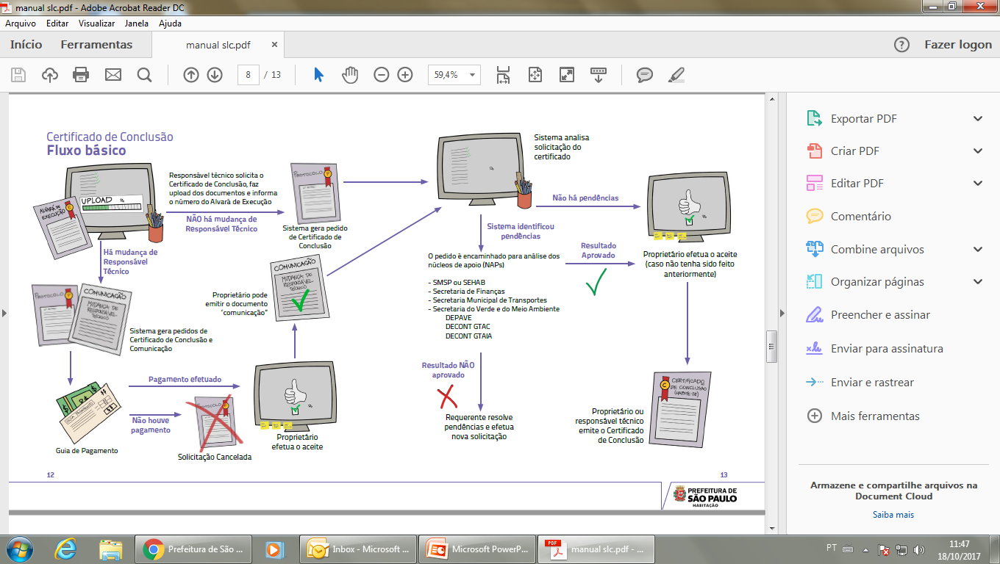 manual slc.pdf - Adobe Acrobat Reader DC
Arquivo Editar Visualizar Janela Ajuda
Início Ferramentas manual slc.pdf × Fazer logon
8 / 13 59,4%
Certificado de Conclusão
Fluxo básico
UPLOAD
ALVARÁ DE
EXECUÇÃO
Responsável técnico solicita o
Certificado de Conclusão, faz
upload dos documentos e informa
o número do Alvará de Execução
NÃO há mudança de
Responsável Técnico
PROTOCOLO
P
Sistema gera pedido
de Certificado de
Conclusão
Sistema analisa
solicitação do
certificado
Não há pendências
Sistema identificou
pendências
Há mudança de
Responsável
Técnico
PROTOCOLO
COMUNICAÇÃO
MUDANÇA DE
RESPONSÁVEL
TÉCNICO
Sistema gera pedidos de
Certificado de Conclusão e
Comunicação
COMUNICAÇÃO
MUDANÇA DE
RESPONSÁVEL
TÉCNICO
Proprietário pode
emitir o documento
‘comunicação”
O pedido é encaminhado para análise dos
núcleos de apoio (NAPs)
- SMSP ou SEHAB
- Secretaria de Finanças
- Secretaria Municipal de Transportes
- Secretaria do Verde e do Meio Ambiente
DEPAVE
DECONT GTAC
DECONT GTAIA
Resultado
Aprovado
Proprietário efetua o aceite
(caso não tenha sido feito
anteriormente)
Guia de Pagamento
Pagamento efetuado
Não houve
pagamento
Solicitação Cancelada
Proprietário
efetua o aceite
Resultado NÃO
aprovado
Requerente resolve
pendências e efetua
nova solicitação
CERTIFICADO
DE CONCLUSÃO
(HABITE-SE)
C
Proprietário ou
responsável técnico
emite o Certificado
de Conclusão
12
13
PREFEITURA DE
SÃO PAULO
HABITAÇÃO
Exportar PDF
Criar PDF
Editar PDF
Comentário
Combine arquivos
Organizar páginas
Preencher e assinar
Enviar para assinatura
Enviar e rastrear
Mais ferramentas
Armazene e compartilhe arquivos na
Document Cloud
Saiba mais
Prefeitura de São ...
Inbox - Microsoft ...
Microsoft PowerP...
manual slc.pdf - ...
PT
11:47
18/10/2017